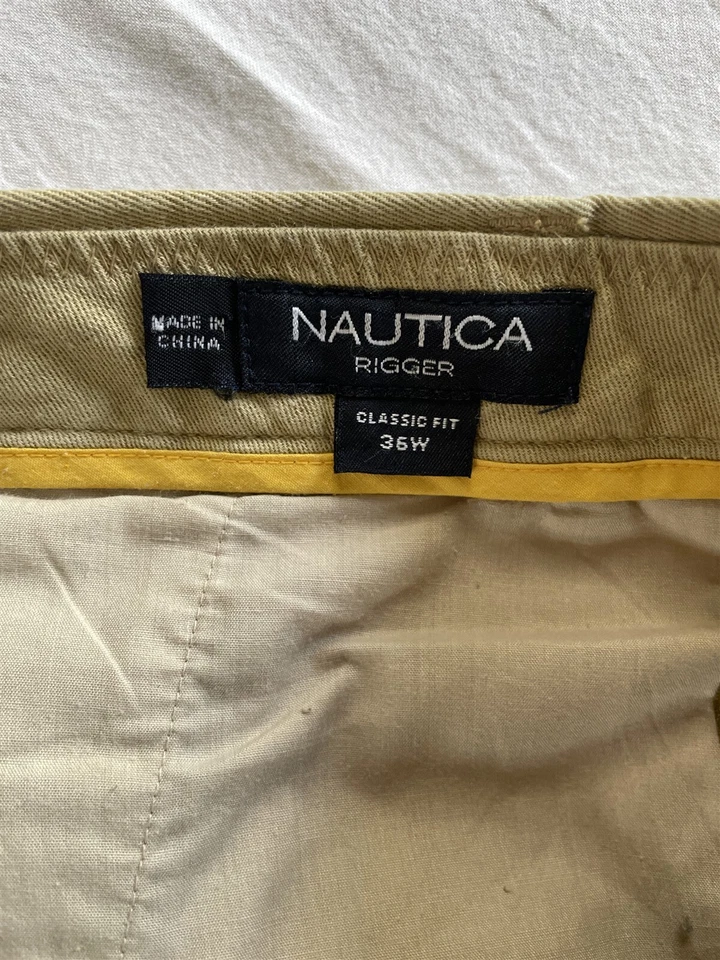 MADE IN
CHINA
NAUTICA
RIGGER
CLASSIC FIT
36W